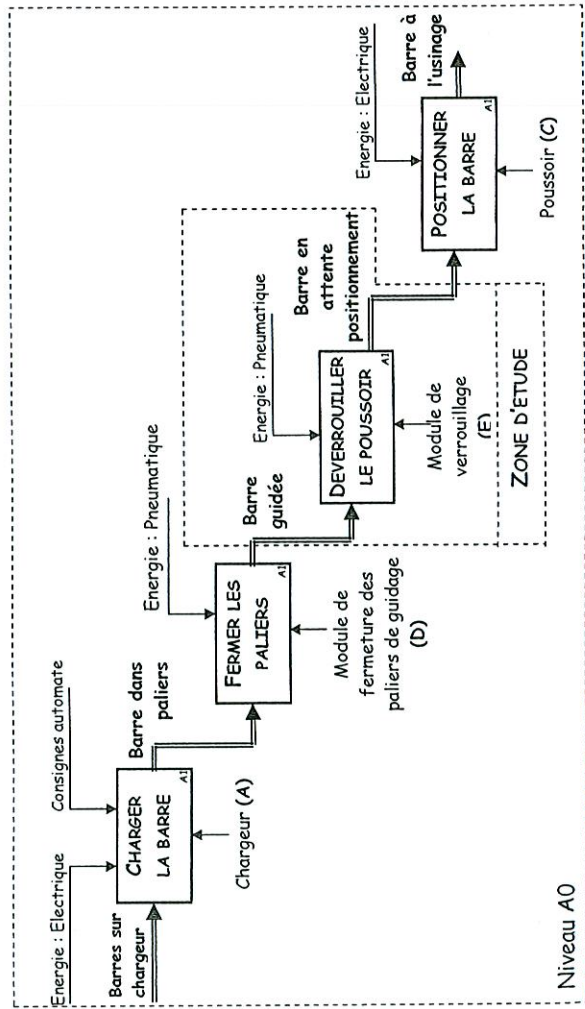 Energie : Electrique
Consignes automate
Barres sur
chargeur
CHARGER
LA BARRE
A1
Chargeur (A)
Barre dans
paliers
Energie : Pneumatique
FERMER LES
PALIERS
A1
Module de
fermeture des
paliers de guidage
(D)
Barre
guidée
Energie : Pneumatique
DEVERROUILLER
LE POUSSOIR
A1
Module de
verrouillage
(E)
Barre en
attente
positionnement
ZONE D'ETUDE
Energie : Electrique
POSITIONNER
LA BARRE
A1
Poussoir (C)
Barre à
l'usinage
Niveau A0